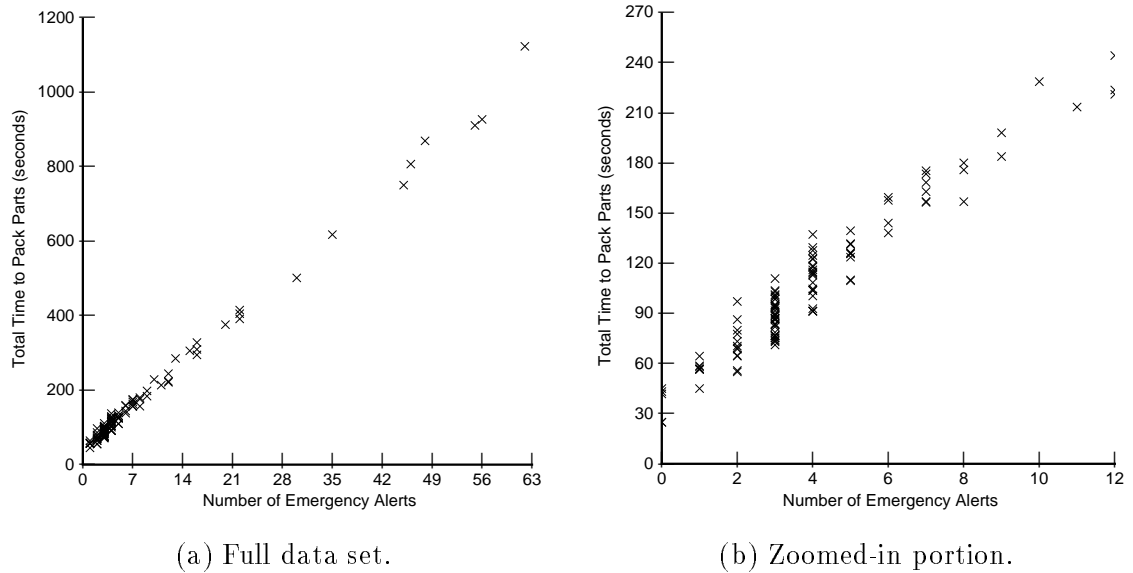 1200
1000
800
600
400
200
0
Total Time to Pack Parts (seconds)
0 7 14 21 28 35 42 49 56 63
Number of Emergency Alerts
(a) Full data set.
270
240
210
180
150
120
90
60
30
0
Total Time to Pack Parts (seconds)
0 2 4 6 8 10 12
Number of Emergency Alerts
(b) Zoomed-in portion.